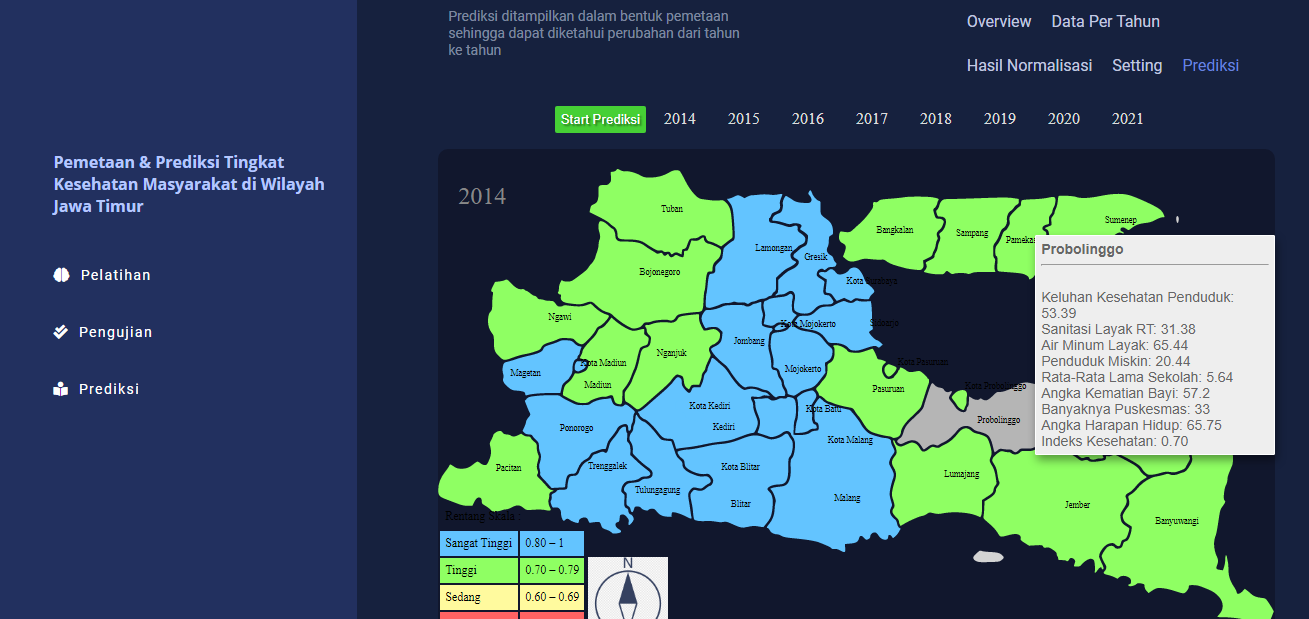 Prediksi ditampilkan dalam bentuk pemetaan
sehingga dapat diketahui perubahan dari tahun
ke tahun
Overview Data Per Tahun
Hasil Normalisasi Setting Prediksi
Pemetaan & Prediksi Tingkat
Kesehatan Masyarakat di Wilayah
Jawa Timur
Pelatihan
Pengujian
Prediksi
Start Prediksi 2014 2015 2016 2017 2018 2019 2020 2021
2014
Tuban
Lamongan
Gresik
Bangkalan
Sampang
Pamekas
Sumenep
Bojonegoro
Kota Surabaya
Ngawi
Kota Mojokerto
Jombang
Nganjuk
Kota Madiun
Magetan
Madiun
Mojokerto
Kota Pasuruan
Pasuruan
Kota Probolinggo
Probolinggo
Kota Kediri
Kediri
Kota Batu
Kota Malang
Ponorogo
Pacitan
Trenggalek
Kota Blitar
Tulungagung
Blitar
Malang
Lumajang
Jember
Banyuwangi
Probolinggo
Keluhan Kesehatan Penduduk:
53.39
Sanitasi Layak RT: 31.38
Air Minum Layak: 65.44
Penduduk Miskin: 20.44
Rata-Rata Lama Sekolah: 5.64
Angka Kematian Bayi: 57.2
Banyaknya Puskesmas: 33
Angka Harapan Hidup: 65.75
Indeks Kesehatan: 0.70
Rentang Skala :
Sangat Tinggi 0.80 – 1
Tinggi 0.70 – 0.79
Sedang 0.60 – 0.69
N